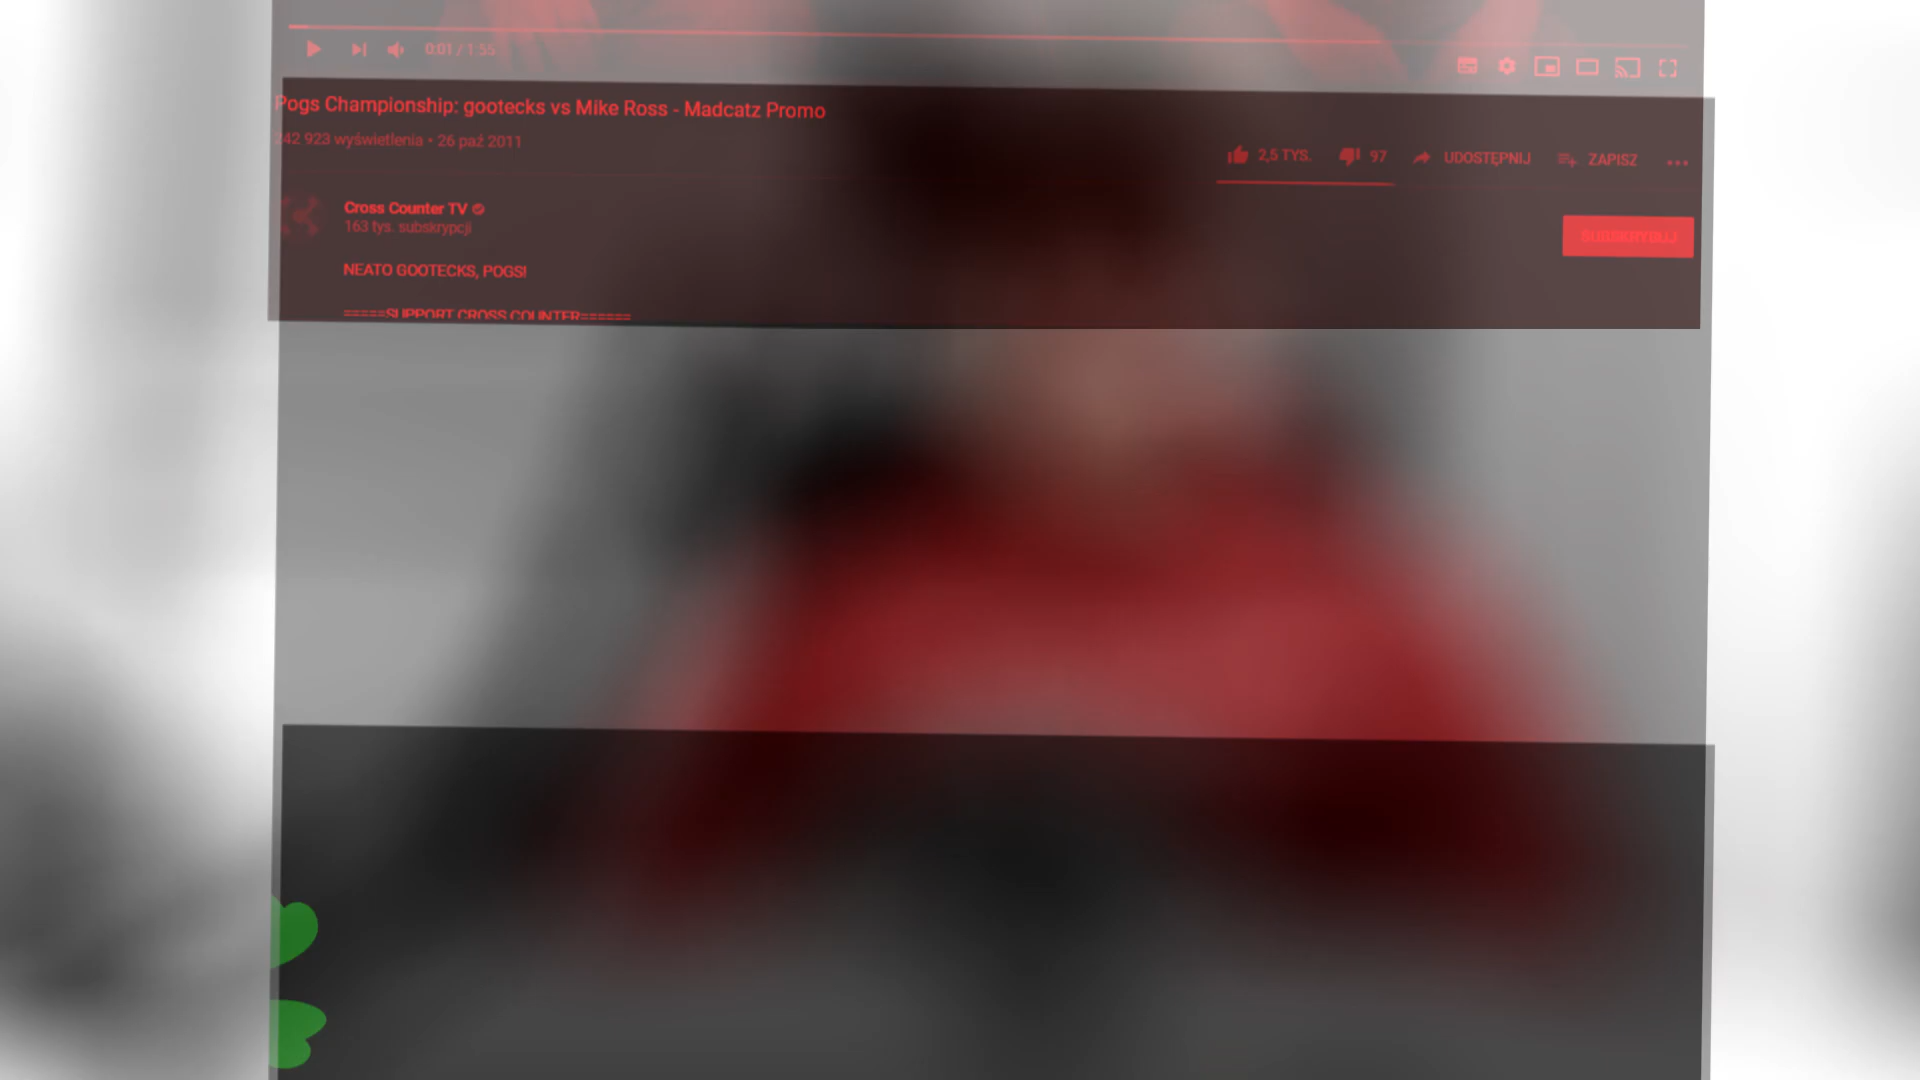 0:01 / 1:55
Pogs Championship: gootecks vs Mike Ross - Madcatz Promo
242 923 wyświetlenia • 26 paź 2011
2,5 TYS. 97 UDOSTĘPNIJ ZAPISZ
Cross Counter TV
163 tys. subskrypcji
SUBSKRYBUJ
NEATO GOOTECKS, POGS!
=====SUPPORT CROSS COUNTER======